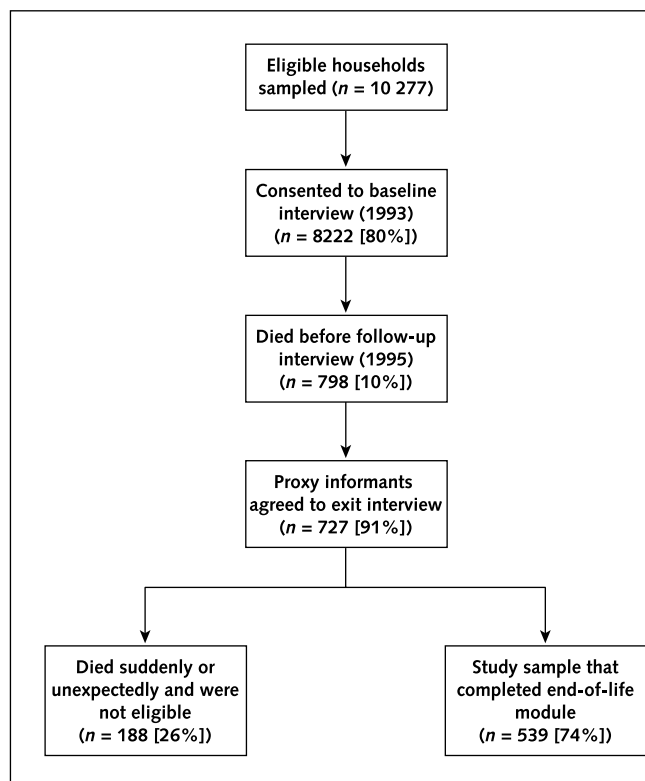 Eligible households
sampled (n = 10 277)
Consented to baseline
interview (1993)
(n = 8222 [80%])
Died before follow-up
interview (1995)
(n = 798 [10%])
Proxy informants
agreed to exit interview
(n = 727 [91%])
Died suddenly or
unexpectedly and were
not eligible
(n = 188 [26%])
Study sample that
completed end-of-life
module
(n = 539 [74%])